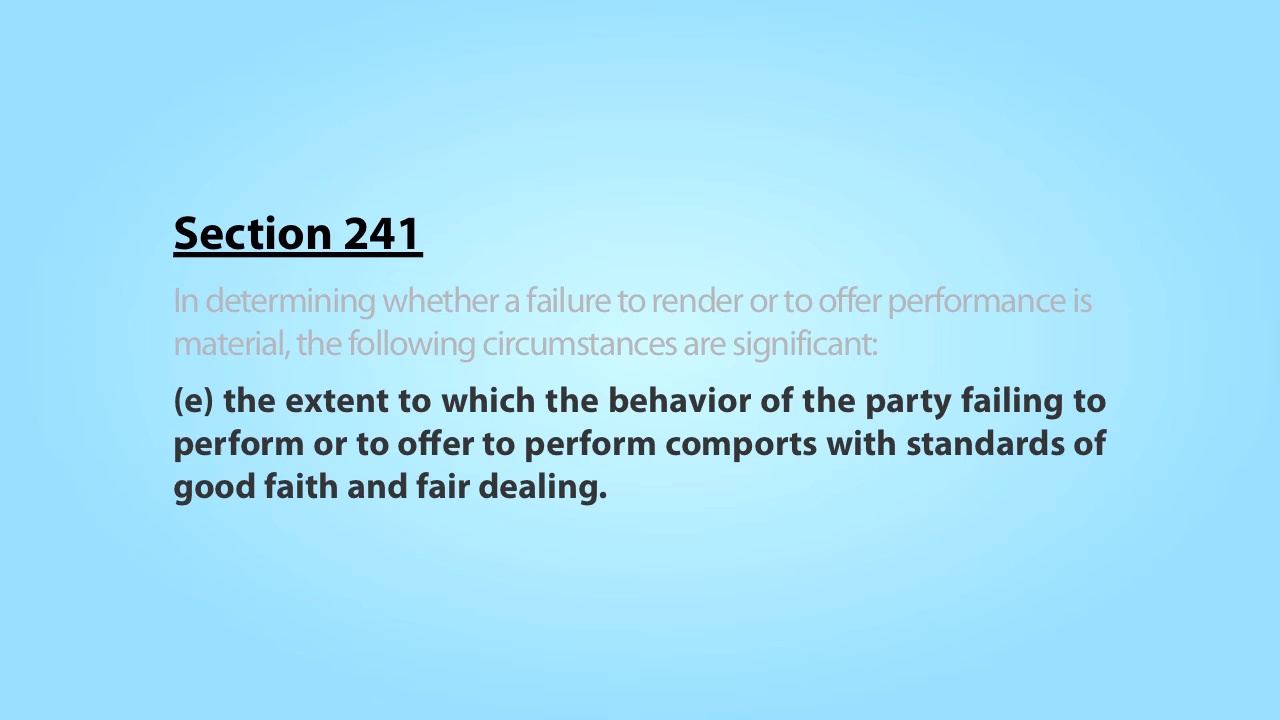 Section 241
In determining whether a failure to render or to offer performance is
material, the following circumstances are significant:
(e) the extent to which the behavior of the party failing to
perform or to offer to perform comports with standards of
good faith and fair dealing.